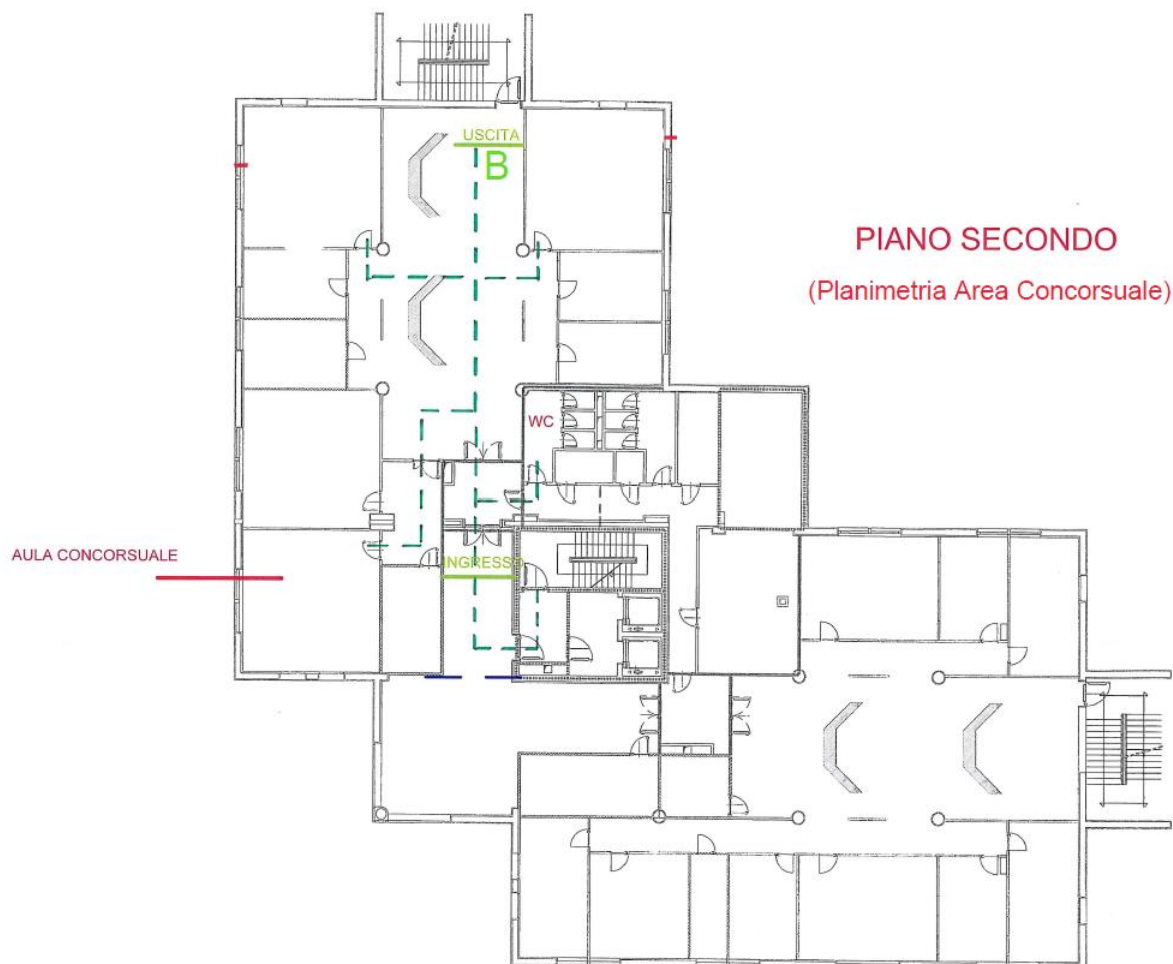 USCITA
B
PIANO SECONDO
(Planimetria Area Concorsuale)
WC
AULA CONCORSUALE
INGRESSO